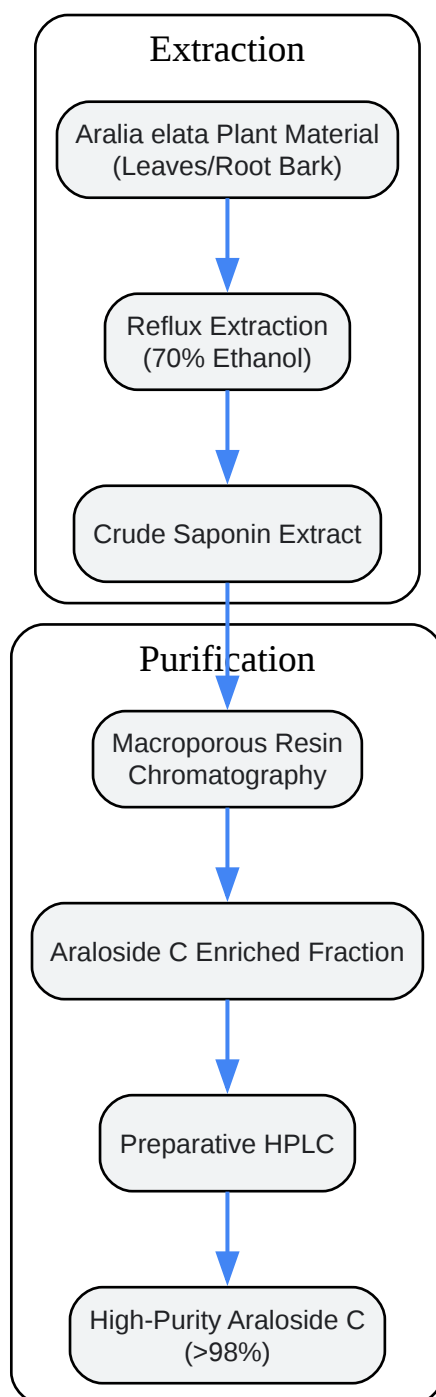 Extraction
Aralia elata Plant Material
(Leaves/Root Bark)
Reflux Extraction
(70% Ethanol)
Crude Saponin Extract
Purification
Macroporous Resin
Chromatography
Araloside C Enriched Fraction
Preparative HPLC
High-Purity Araloside C
(>98%)